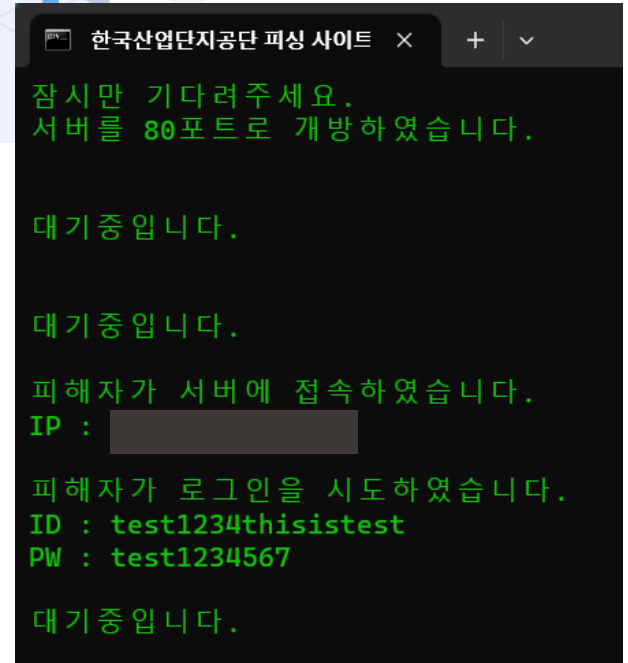 한국산업단지공단 피싱 사이트
잠시만 기다려주세요.
서버를 80포트로 개방하였습니다.
대기중입니다.
대기중입니다.
피해자가 서버에 접속하였습니다.
IP :
피해자가 로그인을 시도하였습니다.
ID : test1234thisistest
PW : test1234567
대기중입니다.